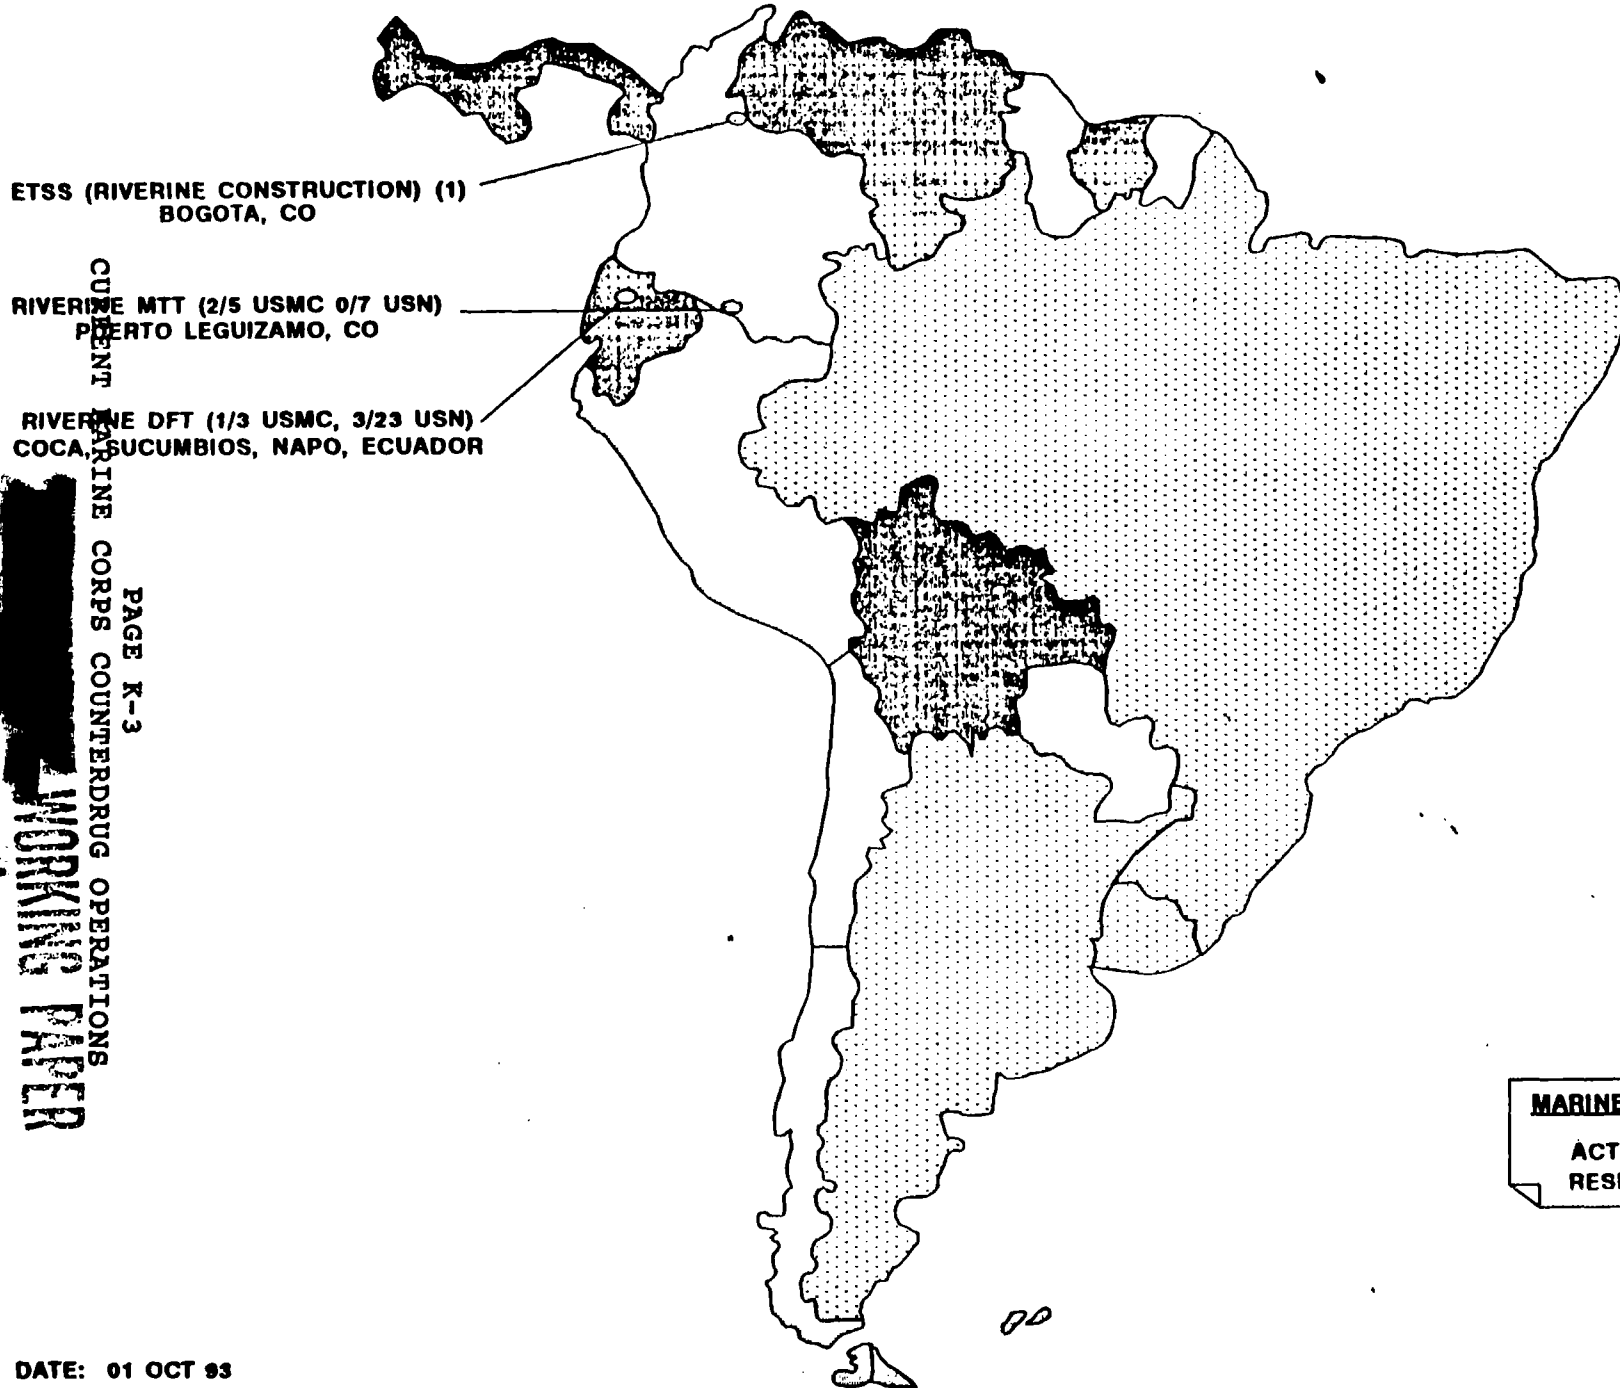 ETSS (RIVERINE CONSTRUCTION) (1)
BOGOTA, CO
RIVERINE MTT (2/5 USMC 0/7 USN)
PUERTO LEGUIZAMO, CO
RIVERINE DFT (1/3 USMC, 3/23 USN)
COCA, SUCUMBIOS, NAPO, ECUADOR
PAGE K-3
CURRENT MARINE CORPS COUNTERDRUG OPERATIONS
WORKING PAPER
MARINE
ACT
RES
DATE: 01 OCT 93